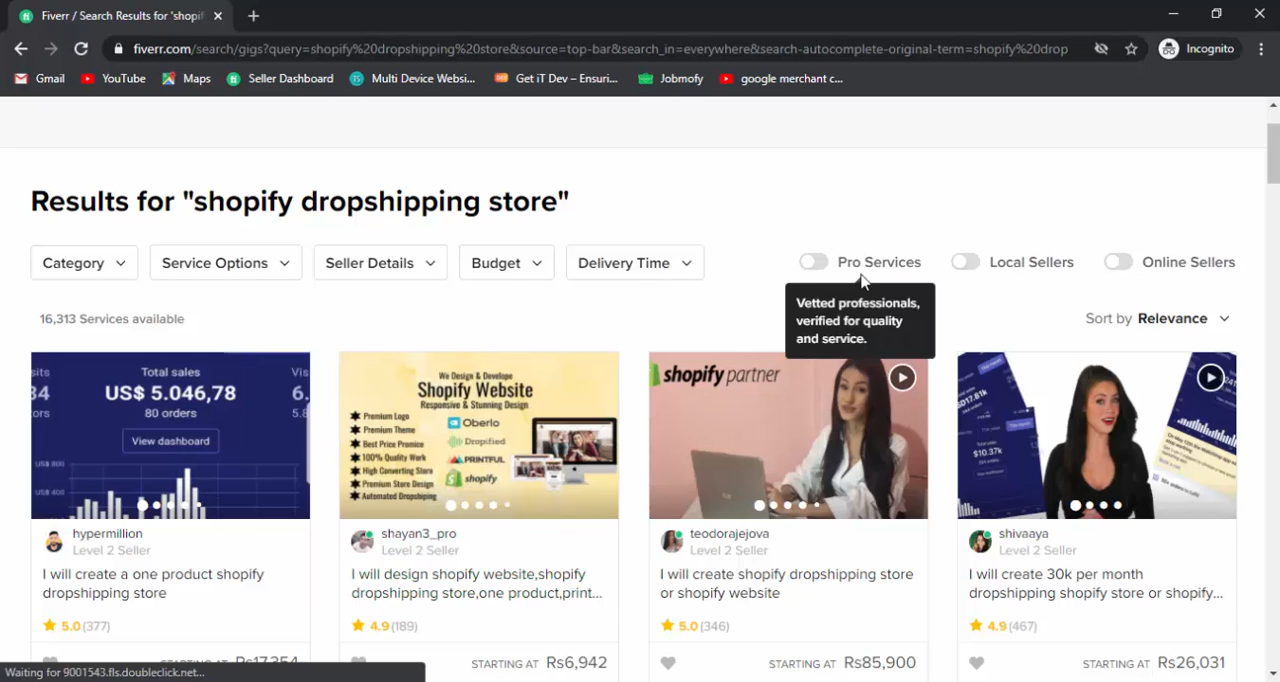 Fiverr / Search Results for 'shopif
fiverr.com/search/gigs?query=shopify%20dropshipping%20store&source=top-bar&search_in=everywhere&search-autocomplete-original-term=shopify%20drop
Incognito
Gmail YouTube Maps Seller Dashboard Multi Device Websi... Get iT Dev – Ensuri... Jobmofy google merchant c...
Results for "shopify dropshipping store"
Category Service Options Seller Details Budget Delivery Time Pro Services Local Sellers Online Sellers
Vetted professionals,
verified for quality
and service.
16,313 Services available
Sort by Relevance
Total sales
US$ 5.046,78
80 orders
View dashboard
We Design & Develope
Shopify Website
Responsive & Stunning Design
Premium Logo
Premium Theme
Best Price Promice
100% Quality Work
High Converting Store
Premium Store Design
Automated Dropshiping
Oberlo
Dropified
PRINTFUL
shopify
shopify partner
$10.37k
hypermillion
Level 2 Seller
I will create a one product shopify
dropshipping store
5.0 (377)
STARTING AT Rs17,354
shayan3_pro
Level 2 Seller
I will design shopify website,shopify
dropshipping store,one product,print...
4.9 (189)
STARTING AT Rs6,942
teodorajejova
Level 2 Seller
I will create shopify dropshipping store
or shopify website
5.0 (346)
STARTING AT Rs85,900
shivaaya
Level 2 Seller
I will create 30k per month
dropshipping shopify store or shopify...
4.9 (467)
STARTING AT Rs26,031
Waiting for 9001543.fls.doubleclick.net...